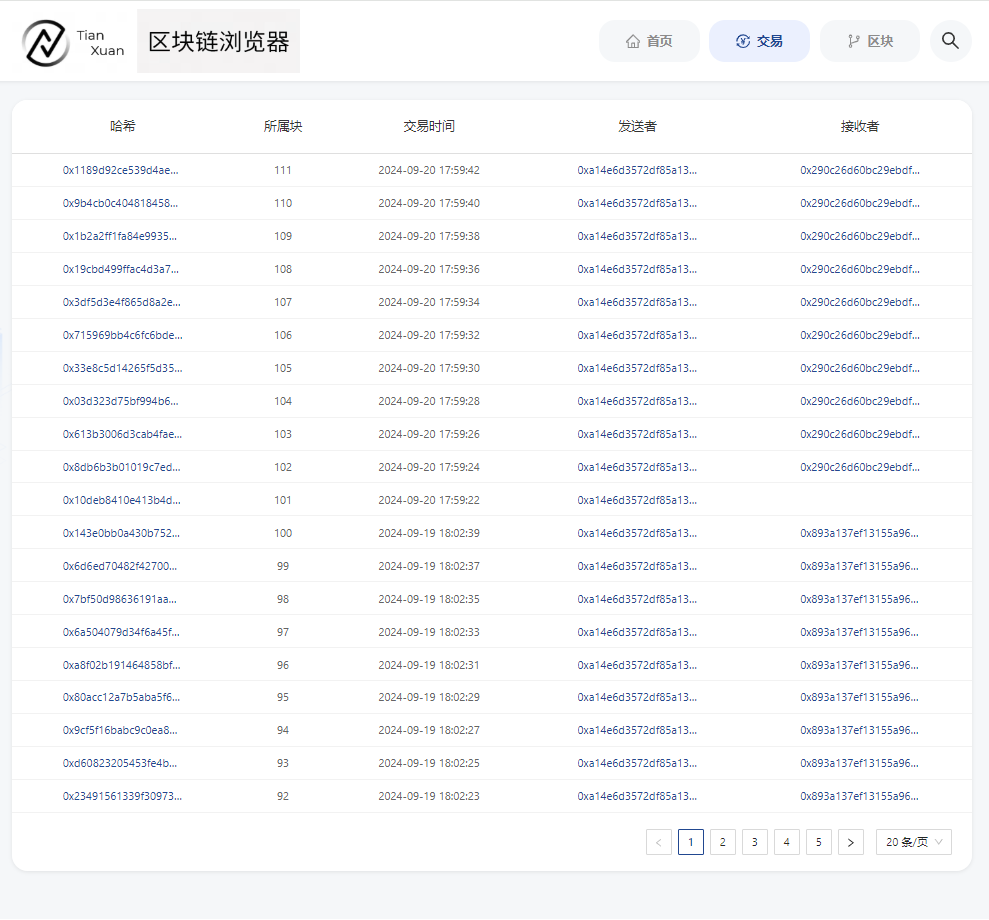 Tian
Xuan
区块链浏览器
首页
交易
区块
哈希 所属块 交易时间 发送者 接收者
0x1189d92ce539d4ae... 111 2024-09-20 17:59:42 0xa14e6d3572df85a13... 0x290c26d60bc29ebdf...
0x9b4cb0c404818458... 110 2024-09-20 17:59:40 0xa14e6d3572df85a13... 0x290c26d60bc29ebdf...
0x1b2a2ff1fa84e9935... 109 2024-09-20 17:59:38 0xa14e6d3572df85a13... 0x290c26d60bc29ebdf...
0x19cbd499ffac4d3a7... 108 2024-09-20 17:59:36 0xa14e6d3572df85a13... 0x290c26d60bc29ebdf...
0x3df5d3e4f865d8a2e... 107 2024-09-20 17:59:34 0xa14e6d3572df85a13... 0x290c26d60bc29ebdf...
0x715969bb4c6fc6bde... 106 2024-09-20 17:59:32 0xa14e6d3572df85a13... 0x290c26d60bc29ebdf...
0x33e8c5d14265f5d35... 105 2024-09-20 17:59:30 0xa14e6d3572df85a13... 0x290c26d60bc29ebdf...
0x03d323d75bf994b6... 104 2024-09-20 17:59:28 0xa14e6d3572df85a13... 0x290c26d60bc29ebdf...
0x613b3006d3cab4fae... 103 2024-09-20 17:59:26 0xa14e6d3572df85a13... 0x290c26d60bc29ebdf...
0x8db6b3b01019c7ed... 102 2024-09-20 17:59:24 0xa14e6d3572df85a13... 0x290c26d60bc29ebdf...
0x10deb8410e413b4d... 101 2024-09-20 17:59:22 0xa14e6d3572df85a13...
0x143e0bb0a430b752... 100 2024-09-19 18:02:39 0xa14e6d3572df85a13... 0x893a137ef13155a96...
0x6d6ed70482f42700... 99 2024-09-19 18:02:37 0xa14e6d3572df85a13... 0x893a137ef13155a96...
0x7bf50d98636191aa... 98 2024-09-19 18:02:35 0xa14e6d3572df85a13... 0x893a137ef13155a96...
0x6a504079d34f6a45f... 97 2024-09-19 18:02:33 0xa14e6d3572df85a13... 0x893a137ef13155a96...
0xa8f02b191464858bf... 96 2024-09-19 18:02:31 0xa14e6d3572df85a13... 0x893a137ef13155a96...
0x80acc12a7b5aba5f6... 95 2024-09-19 18:02:29 0xa14e6d3572df85a13... 0x893a137ef13155a96...
0x9cf5f16babc9c0ea8... 94 2024-09-19 18:02:27 0xa14e6d3572df85a13... 0x893a137ef13155a96...
0xd60823205453fe4b... 93 2024-09-19 18:02:25 0xa14e6d3572df85a13... 0x893a137ef13155a96...
0x23491561339f30973... 92 2024-09-19 18:02:23 0xa14e6d3572df85a13... 0x893a137ef13155a96...
< 1 2 3 4 5 > 20 条/页